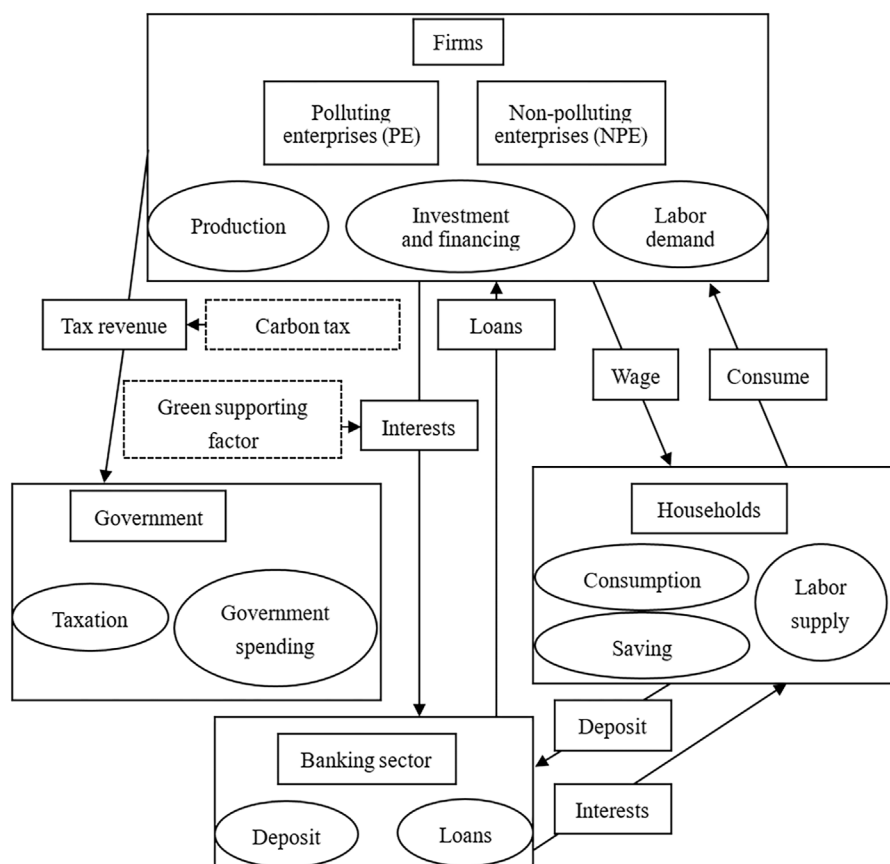 Firms
Polluting
enterprises (PE)
Non-polluting
enterprises (NPE)
Production
Investment
and financing
Labor
demand
Tax revenue
Carbon tax
Loans
Wage
Consume
Green supporting
factor
Interests
Government
Households
Taxation
Government
spending
Consumption
Saving
Labor
supply
Deposit
Banking sector
Interests
Deposit
Loans